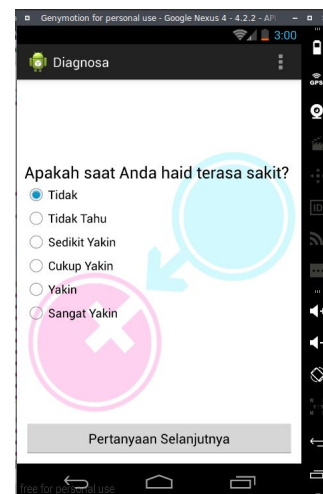 Genymotion for personal use - Google Nexus 4 - 4.2.2 - API
3:00
Diagnosa
GPS
Apakah saat Anda haid terasa sakit?
Tidak
Tidak Tahu
Sedikit Yakin
Cukup Yakin
Yakin
Sangat Yakin
ID
Pertanyaan Selanjutnya
free for personal use